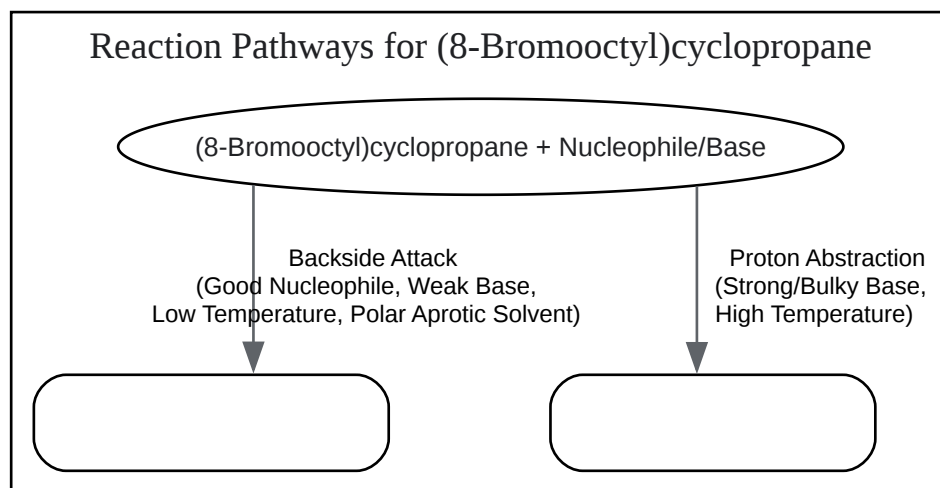 Reaction Pathways for (8-Bromooctyl)cyclopropane
(8-Bromooctyl)cyclopropane + Nucleophile/Base
Backside Attack
(Good Nucleophile, Weak Base,
Low Temperature, Polar Aprotic Solvent)
Proton Abstraction
(Strong/Bulky Base,
High Temperature)